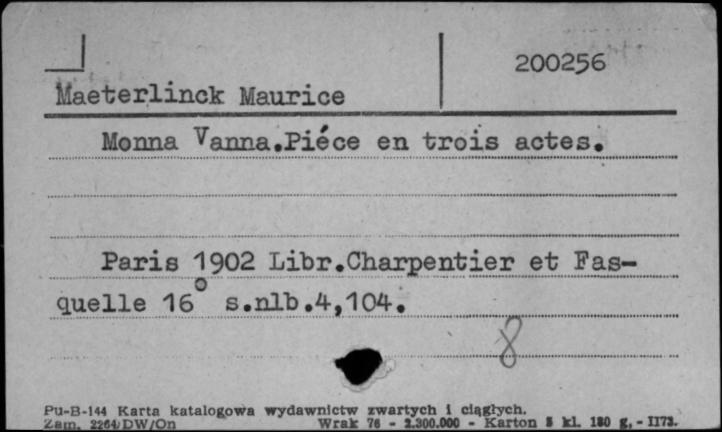 200256
Maeterlinck Maurice
Monna Vanna.Piéce en trois actes.
Paris 1902 Libr.Charpentier et Fas-
quelle 16° s.nlb.4,104.
8
Pu-B-144 Karta katalogowa wydawnictw zwartych i ciągłych.
Zam. 2264/DW/On Wrak 76 - 2.300.000 - Karton 5 kl. 180 g. - II73.